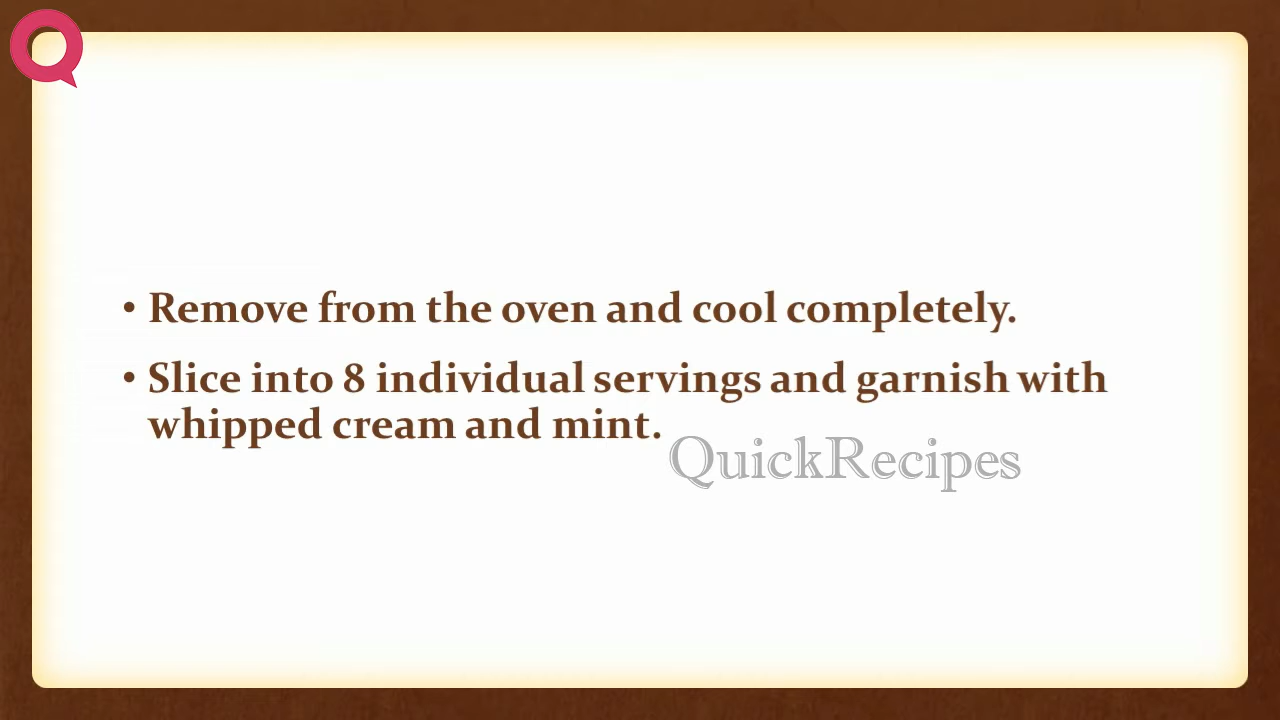 • Remove from the oven and cool completely.
• Slice into 8 individual servings and garnish with
whipped cream and mint.
QuickRecipes